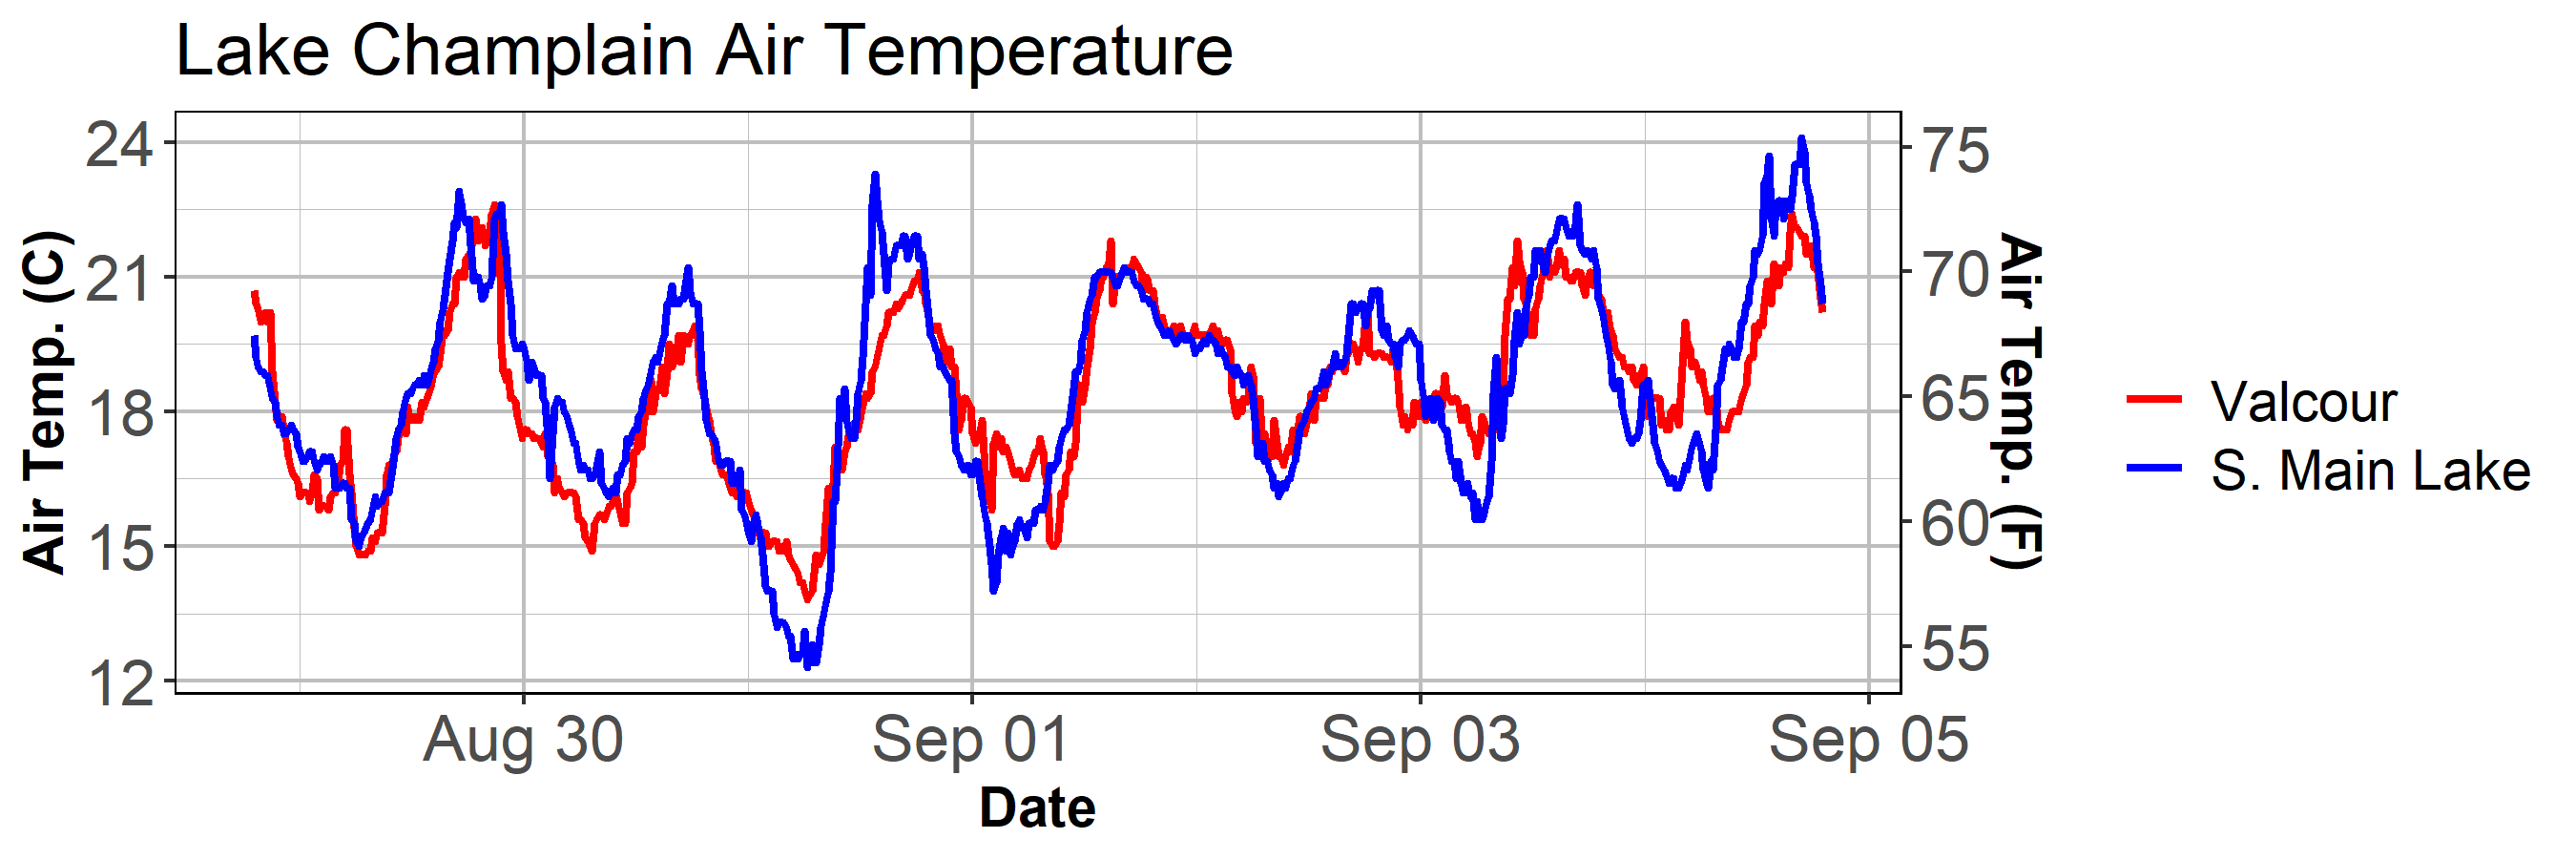 Lake Champlain Air Temperature
Air Temp. (C)
24
21
18
15
12
75
70
65
60
55
Air Temp. (F)
Aug 30
Sep 01
Sep 03
Sep 05
Date
Valcour
S. Main Lake